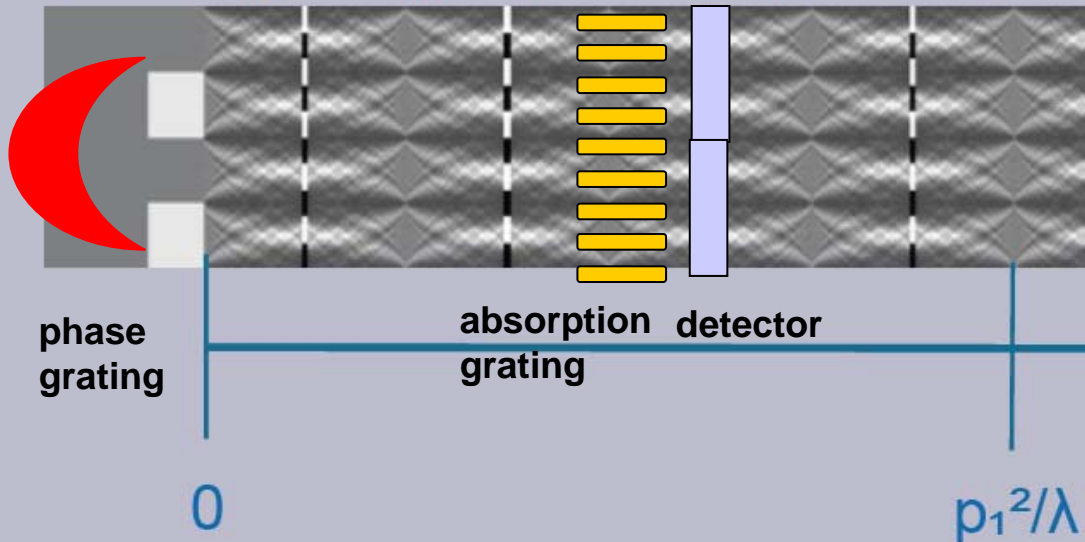 phase
grating
absorption
grating
detector
0
p₁²/λ